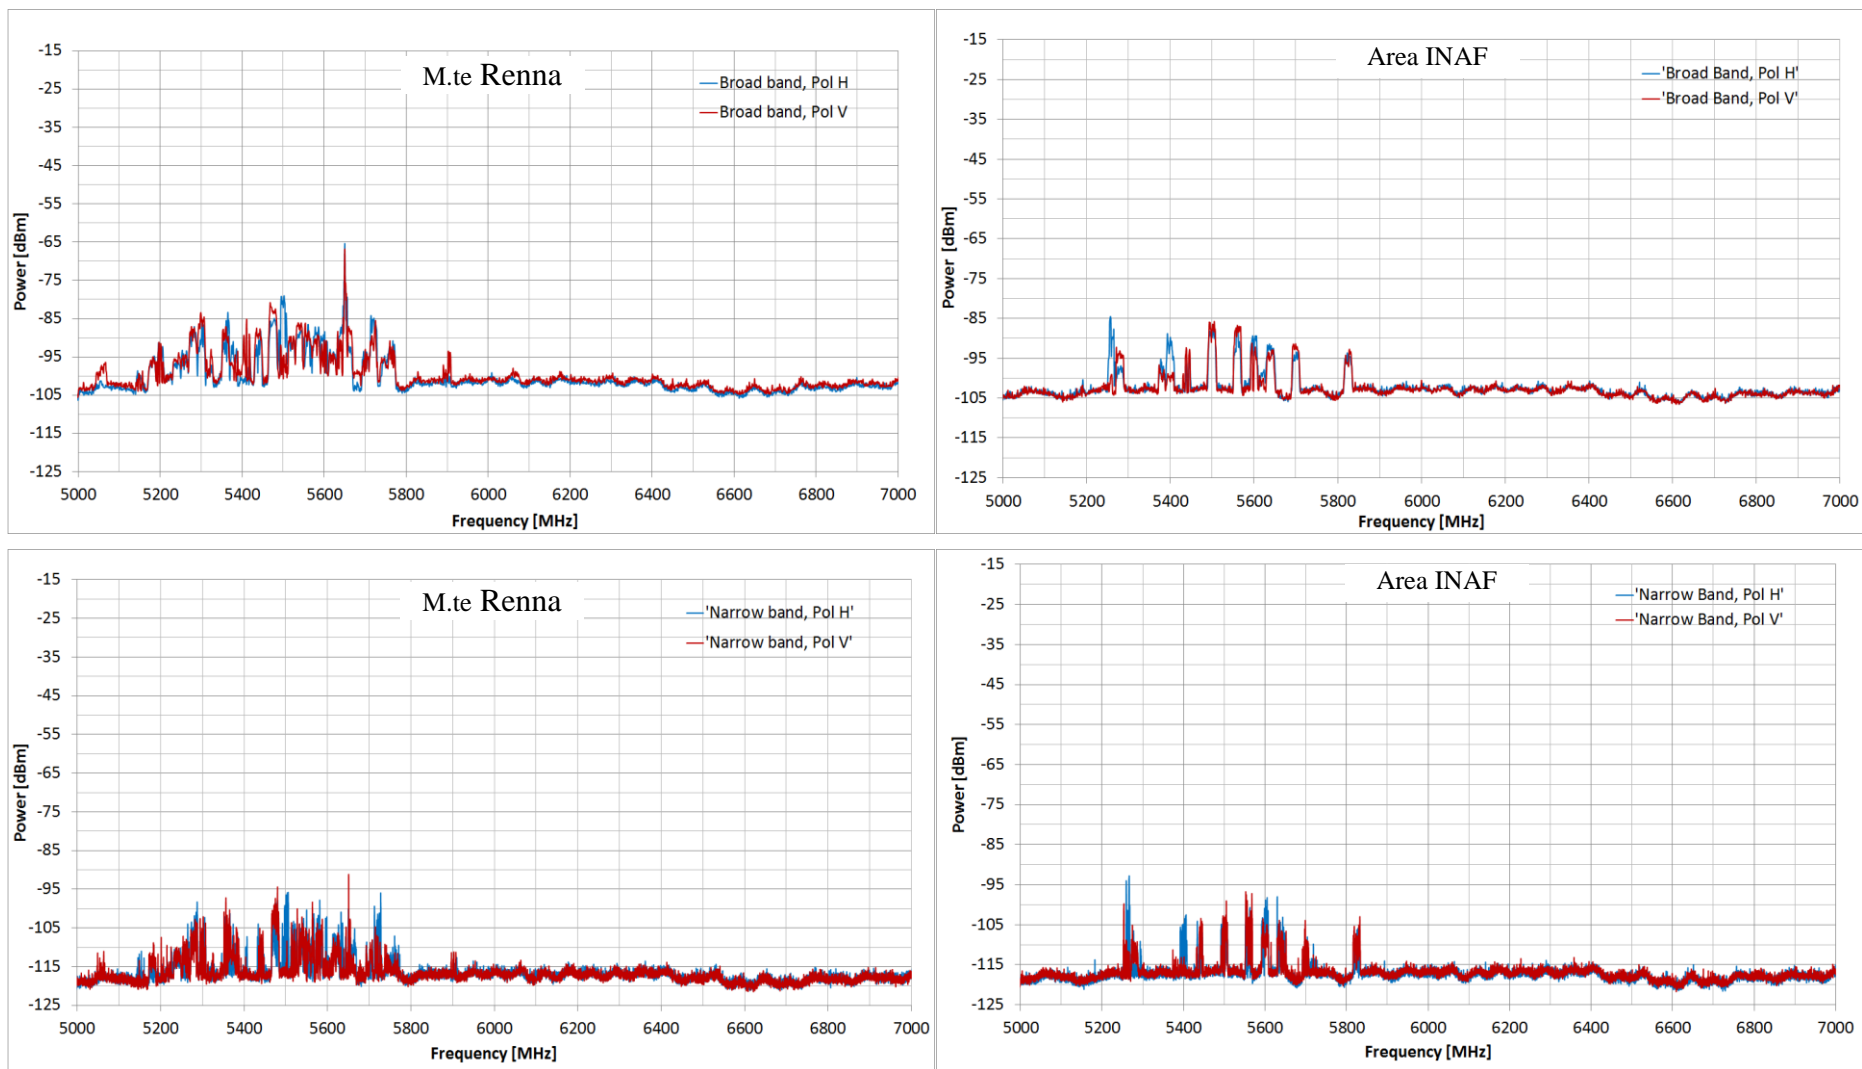 M.te Renna
Broad band, Pol H
Broad band, Pol V
Power [dBm]
-15
-25
-35
-45
-55
-65
-75
-85
-95
-105
-115
-125
5000 5200 5400 5600 5800 6000 6200 6400 6600 6800 7000
Frequency [MHz]
Area INAF
'Broad Band, Pol H'
'Broad Band, Pol V'
Power [dBm]
-15
-25
-35
-45
-55
-65
-75
-85
-95
-105
-115
-125
5000 5200 5400 5600 5800 6000 6200 6400 6600 6800 7000
Frequency [MHz]
M.te Renna
'Narrow band, Pol H'
'Narrow band, Pol V'
Power [dBm]
-15
-25
-35
-45
-55
-65
-75
-85
-95
-105
-115
-125
5000 5200 5400 5600 5800 6000 6200 6400 6600 6800 7000
Frequency [MHz]
Area INAF
'Narrow Band, Pol H'
'Narrow Band, Pol V'
Power [dBm]
-15
-25
-35
-45
-55
-65
-75
-85
-95
-105
-115
-125
5000 5200 5400 5600 5800 6000 6200 6400 6600 6800 7000
Frequency [MHz]